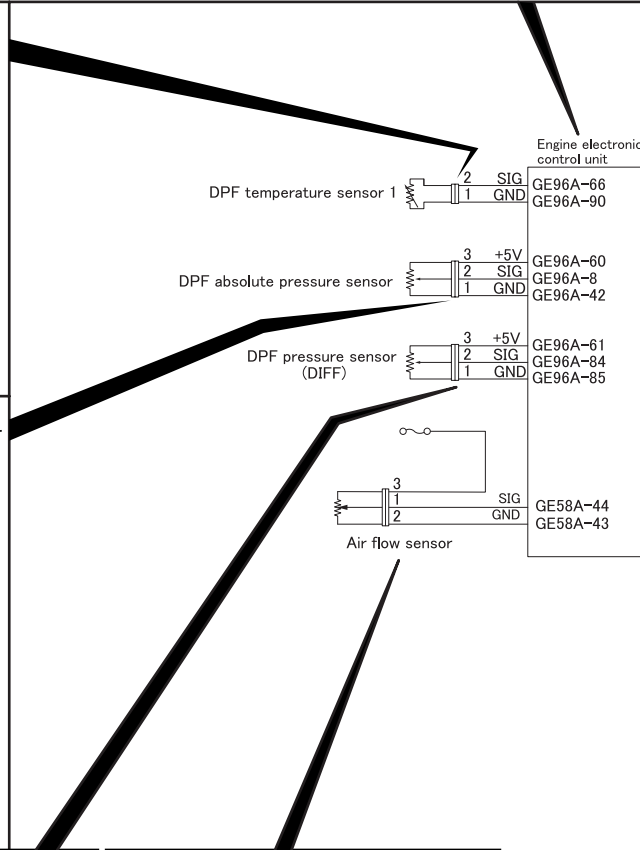 Engine electronic
control unit
DPF temperature sensor 1
2 SIG GE96A-66
1 GND GE96A-90
DPF absolute pressure sensor
3 +5V GE96A-60
2 SIG GE96A-8
1 GND GE96A-42
DPF pressure sensor
(DIFF)
3 +5V GE96A-61
2 SIG GE96A-84
1 GND GE96A-85
3
1 SIG GE58A-44
2 GND GE58A-43
Air flow sensor